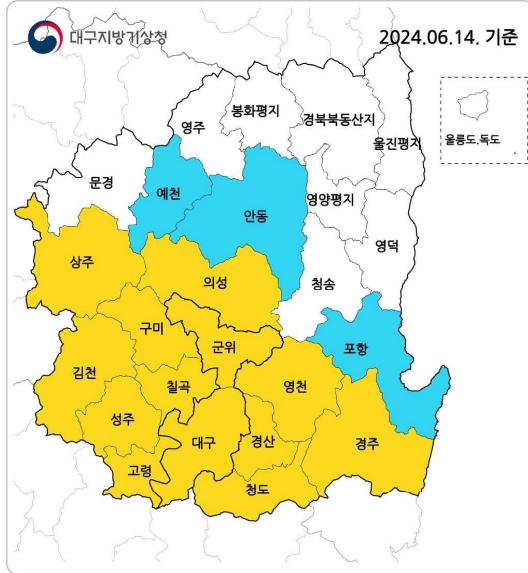 대구지방기상청
2024.06.14. 기준
봉화평지
경북북동산지
영주
울진평지
울릉도,독도
문경
예천
영양평지
안동
영덕
상주
의성
청송
구미
군위
포항
김천
칠곡
영천
성주
대구
경산
경주
고령
청도